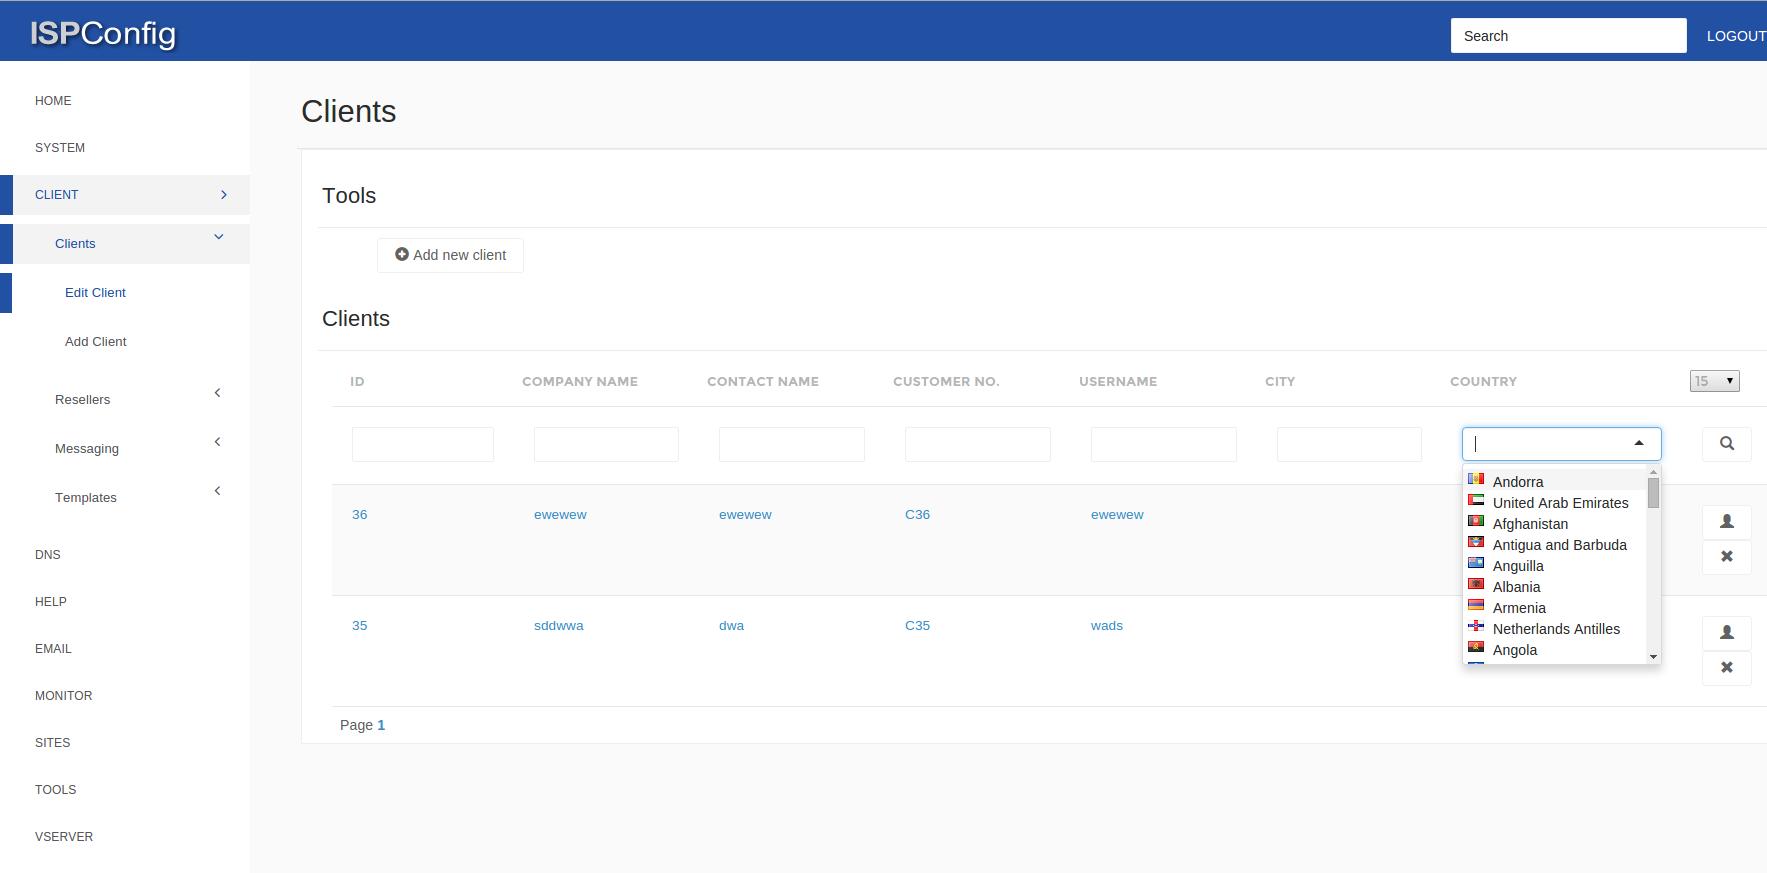 ISPConfig
Search
LOGOUT
HOME
SYSTEM
CLIENT
Clients
Edit Client
Add Client
Resellers
Messaging
Templates
DNS
HELP
EMAIL
MONITOR
SITES
TOOLS
VSERVER
Clients
Tools
Add new client
Clients
ID COMPANY NAME CONTACT NAME CUSTOMER NO. USERNAME CITY COUNTRY 15
36 ewewew ewewew C36 ewewew
35 sddwwa dwa C35 wads
Andorra
United Arab Emirates
Afghanistan
Antigua and Barbuda
Anguilla
Albania
Armenia
Netherlands Antilles
Angola
Page 1